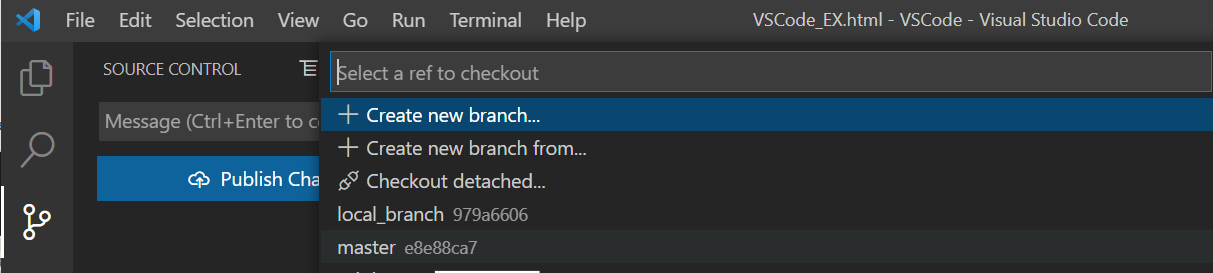 File Edit Selection View Go Run Terminal Help VSCode_EX.html - VSCode - Visual Studio Code
SOURCE CONTROL
Select a ref to checkout
Message (Ctrl+Enter to
Create new branch...
Create new branch from...
Publish
Checkout detached...
local_branch 979a6606
master e8e88ca7